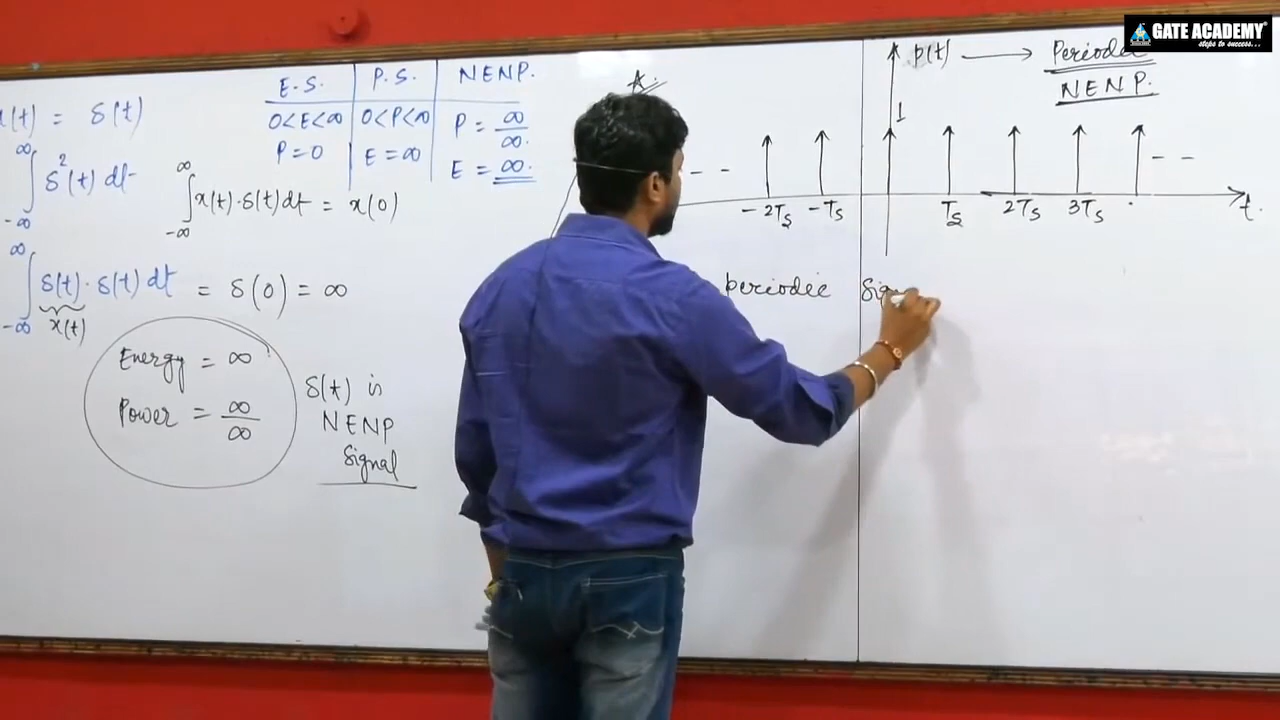 GATE ACADEMY
steps to success...
x(t) = δ(t)
∞
∫ δ²(t) dt
-∞
∞
∫ x(t)·δ(t) dt = x(0)
-∞
∞
∫ δ(t) · δ(t) dt = δ(0) = ∞
-∞
x(t)
Energy = ∞
Power = ∞/∞
δ(t) is
NENP
Signal
E.S. P.S. NENP.
0<E<∞ 0<P<∞ P = ∞/∞.
P=0 E=∞ E = ∞.
A.
p(t) → Periodic
NENP.
1
- - - -
-2Ts -Ts Ts 2Ts 3Ts . t.
periodic Sig